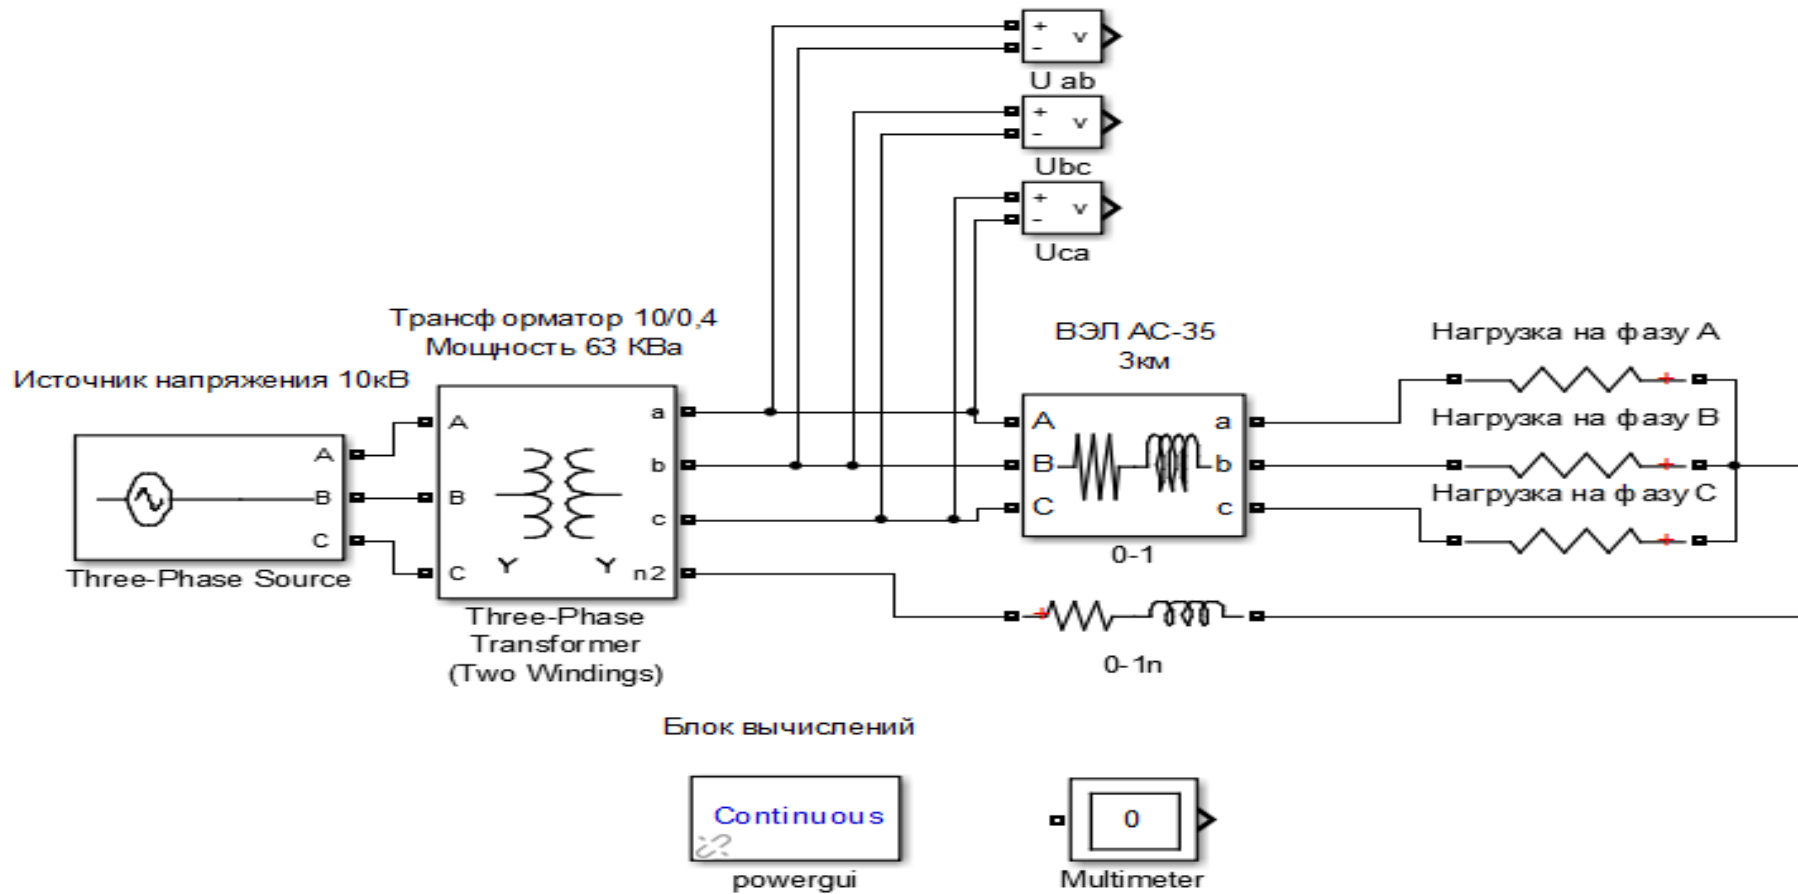 +
-
v
U ab
+
-
v
Ubc
+
-
v
Uca
Трансформатор 10/0,4
Мощность 63 КВа
ВЭЛ АС-35
3км
Нагрузка на фазу А
Источник напряжения 10кВ
Нагрузка на фазу В
Нагрузка на фазу С
A
B
C
Three-Phase Source
A
B
C
a
b
c
n2
Y
Y
Three-Phase
Transformer
(Two Windings)
A
B
C
a
b
c
0-1
+
+
+
+
0-1n
Блок вычислений
Continuous
powergui
0
Multimeter